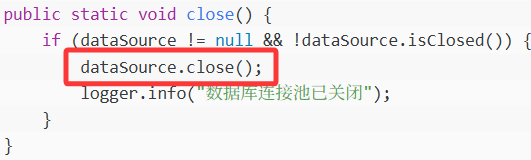 public static void close() {
    if (dataSource != null && !dataSource.isClosed()) {
        dataSource.close();
        logger.info("数据库连接池已关闭");
    }
}